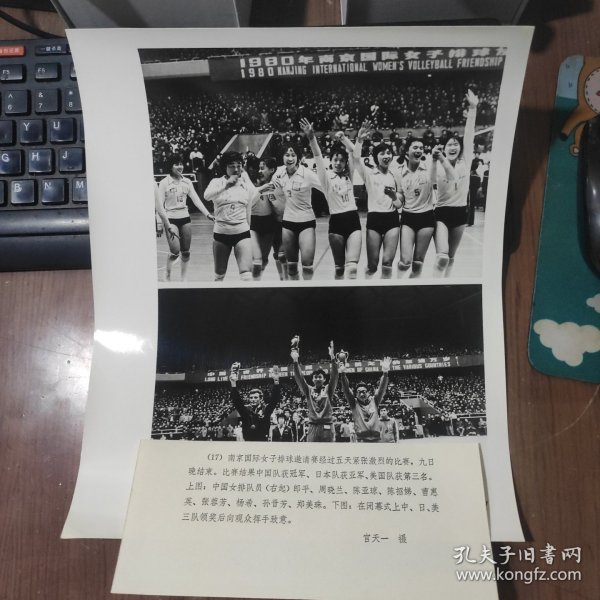 1980年南京国际女子排球友
1980 NANJING INTERNATIONAL WOMEN'S VOLLEYBALL FRIENDSHIP
(17) 南京国际女子排球邀请赛经过五天紧张激烈的比赛，九日
晚结束。比赛结果中国队获冠军、日本队获亚军、美国队获第三名。
上图：中国女排队员（右起）郎平、周晓兰、陈亚琼、陈招娣、曹惠
英、张蓉芳、杨希、孙晋芳、郑美珠。下图：在闭幕式上中、日、美
三队领奖后向观众挥手致意。
官天一 摄
孔夫子旧书网
www.kongfz.com